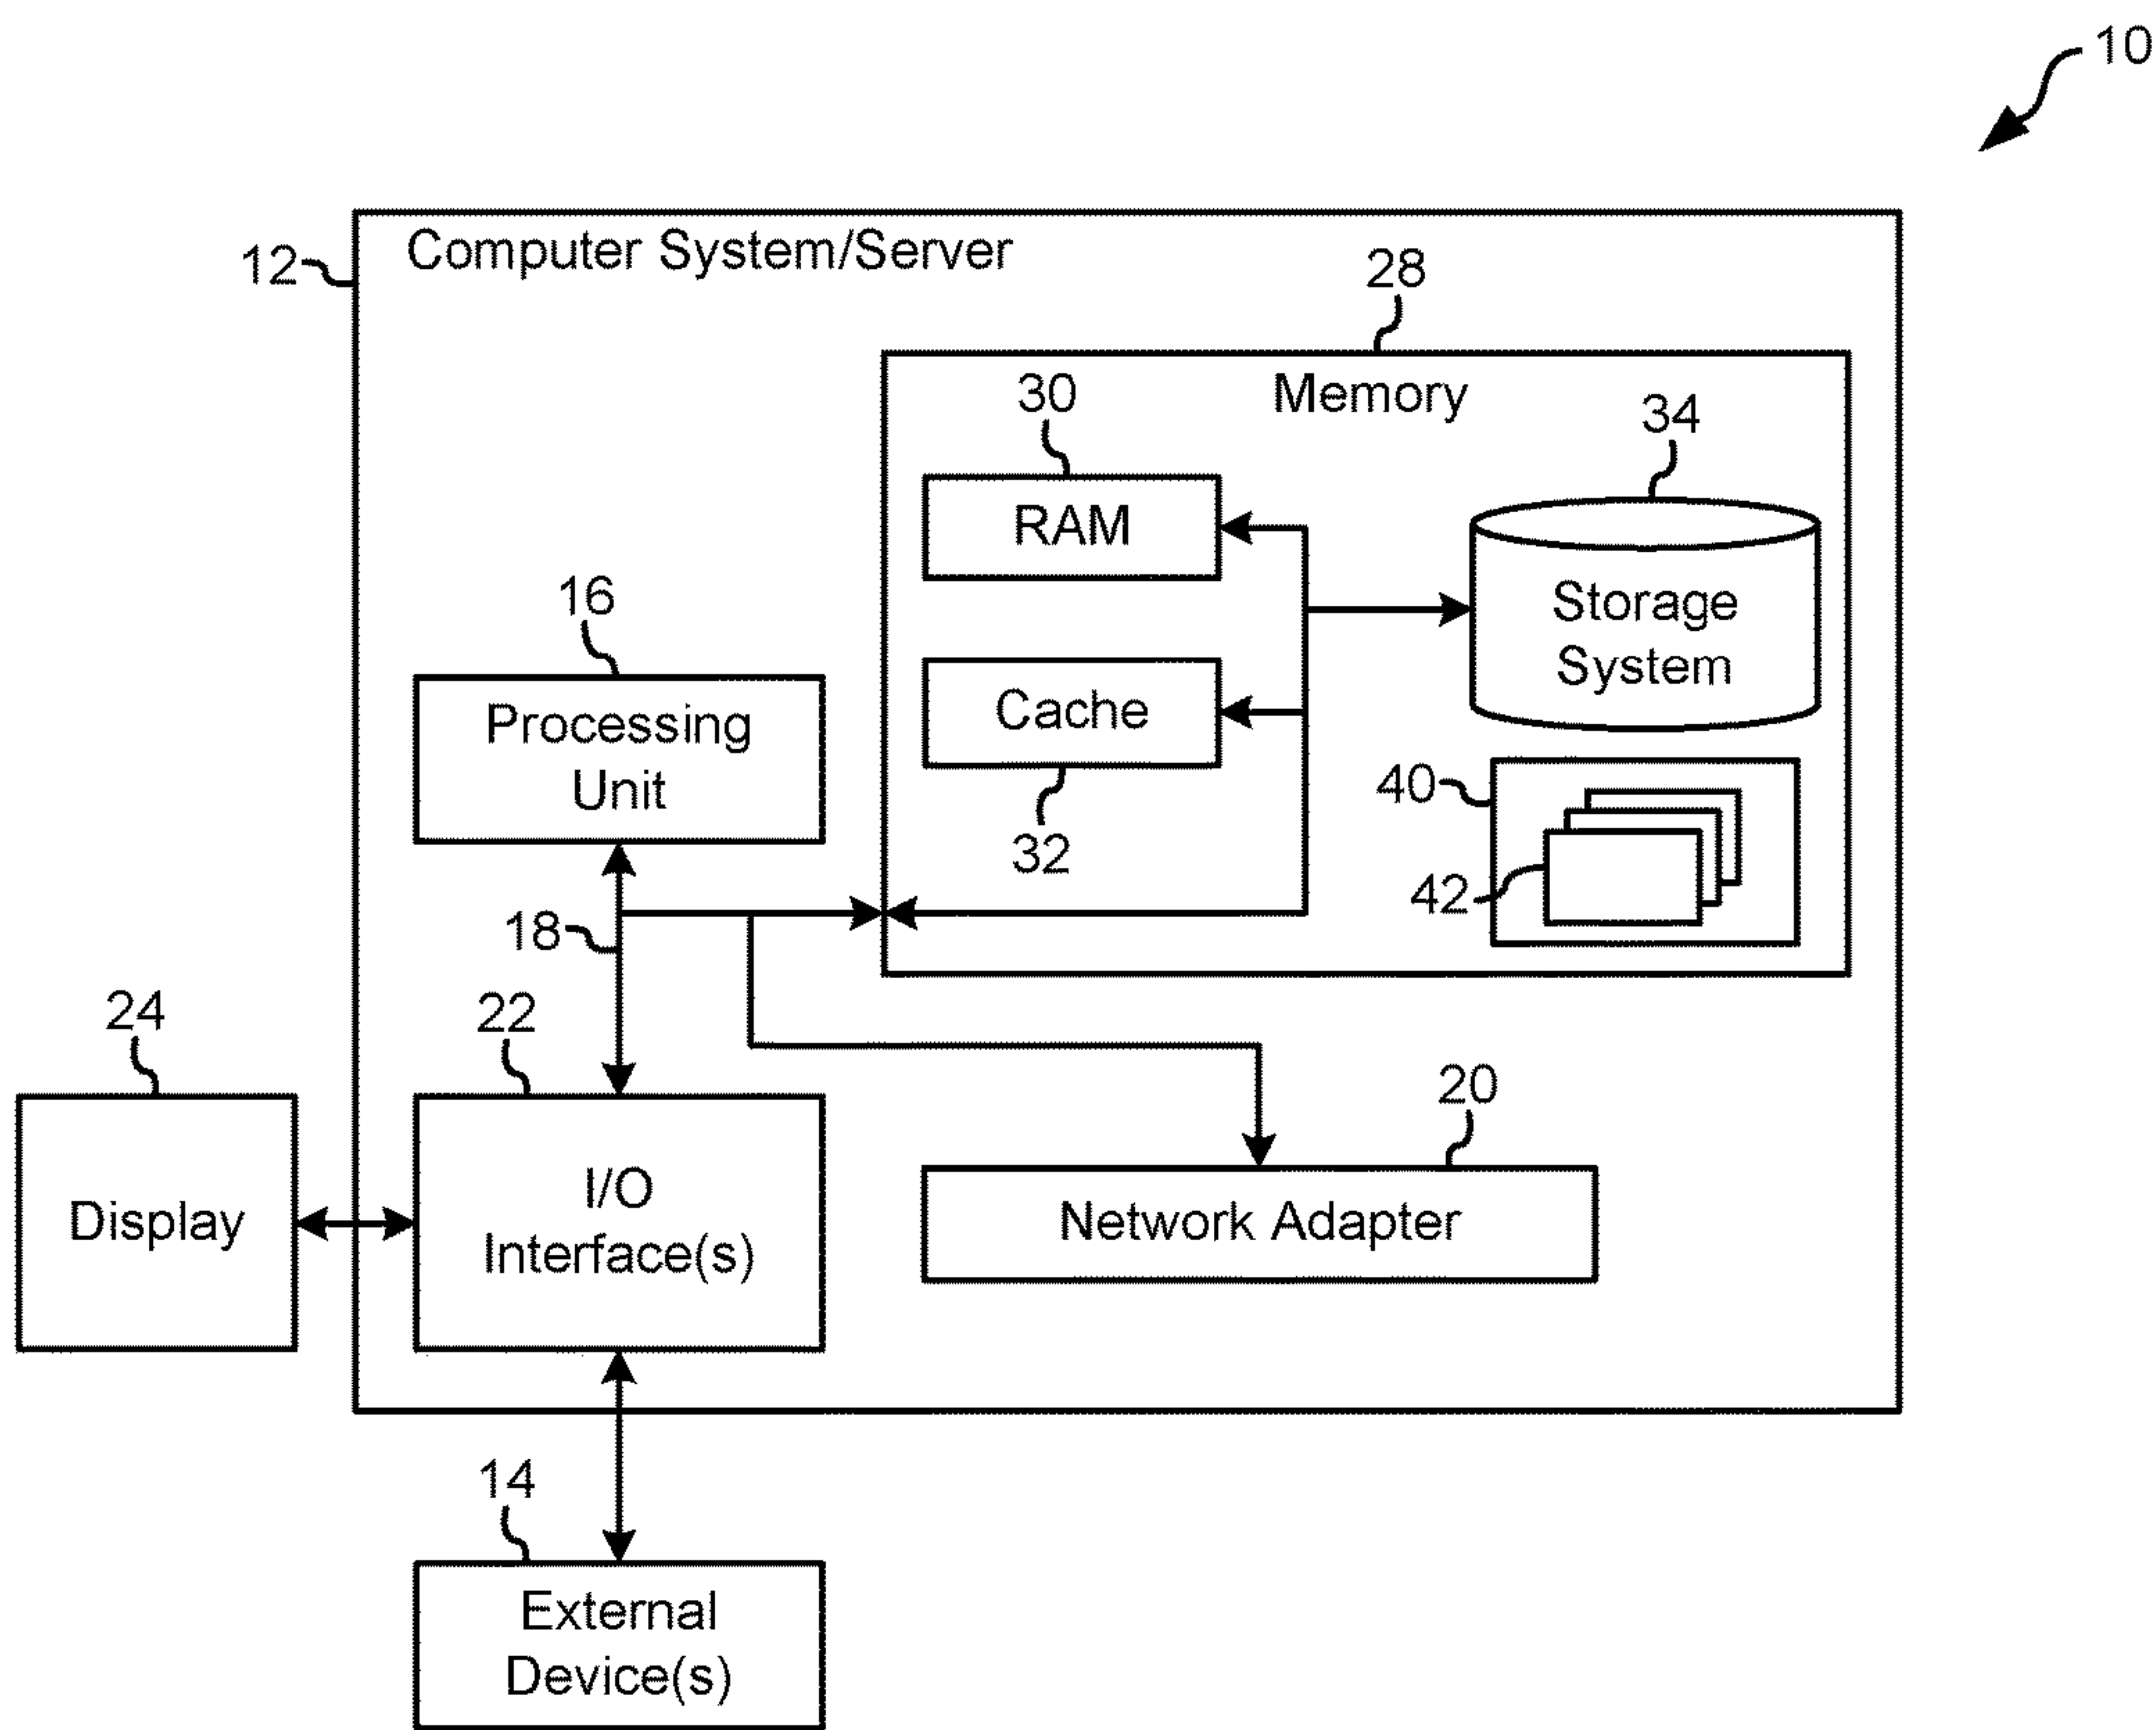 10
12
Computer System/Server
28
Memory
30
RAM
34
Storage
System
16
Processing
Unit
Cache
32
40
42
18
24
22
20
Display
I/O
Interface(s)
Network Adapter
14
External
Device(s)